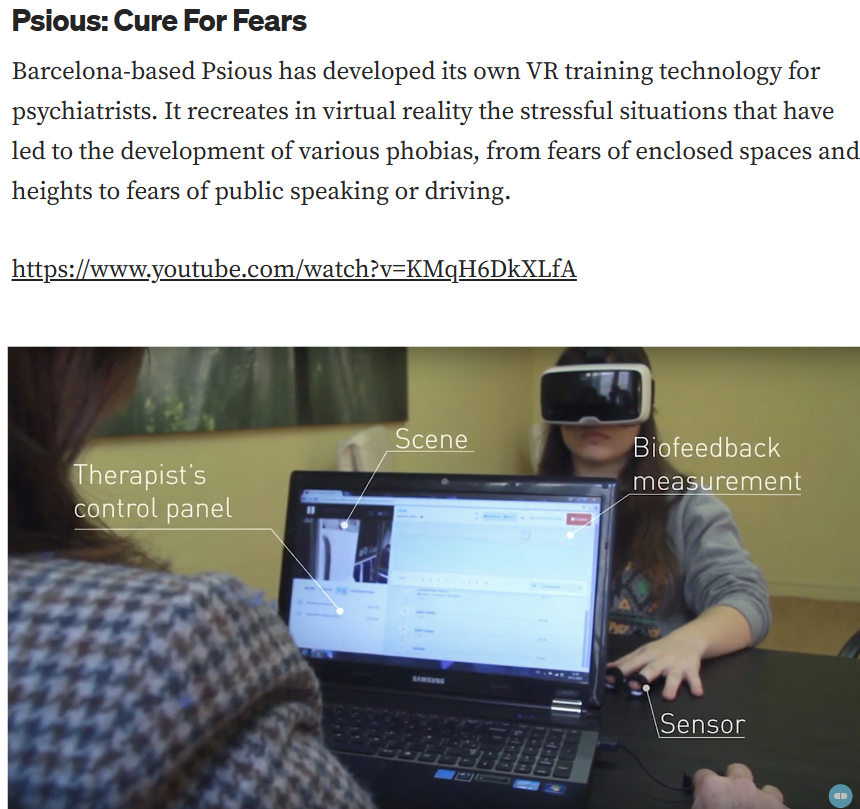 Psious: Cure For Fears
Barcelona-based Psious has developed its own VR training technology for
psychiatrists. It recreates in virtual reality the stressful situations that have
led to the development of various phobias, from fears of enclosed spaces and
heights to fears of public speaking or driving.
https://www.youtube.com/watch?v=KMqH6DkXLfA
Scene
Therapist's
control panel
Biofeedback
measurement
SAMSUNG
Sensor